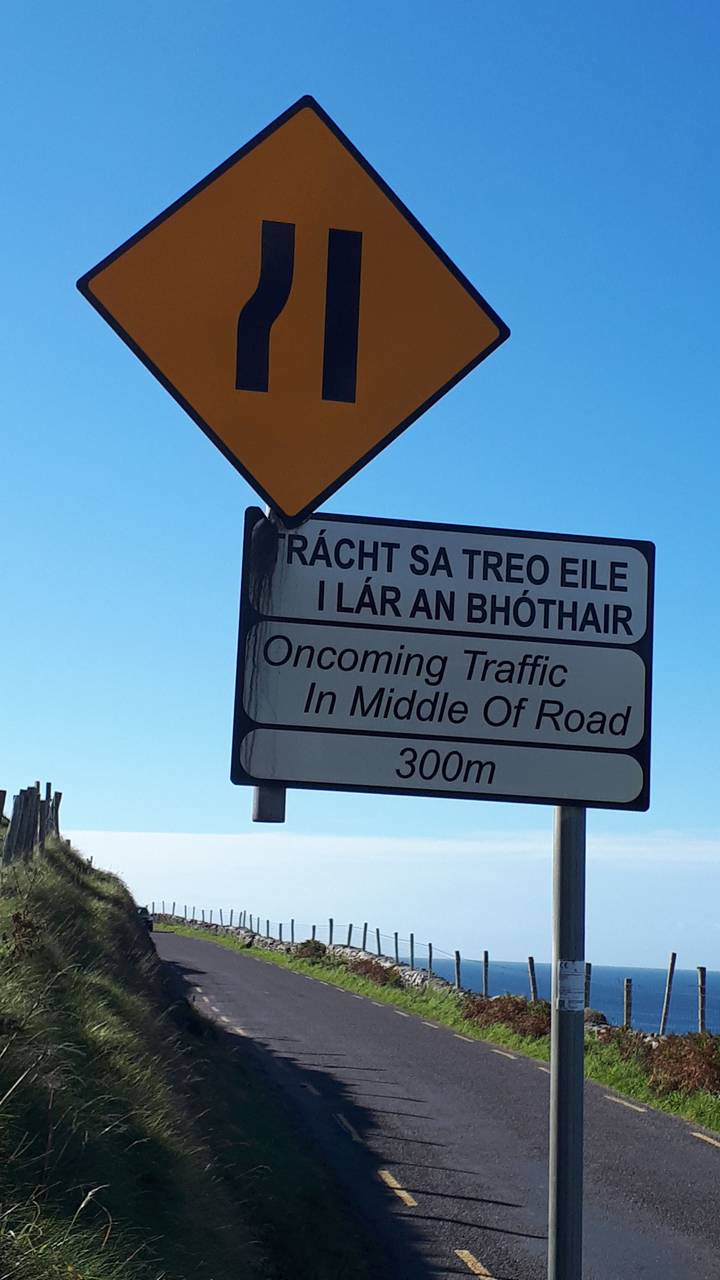 TRÁCHT SA TREO EILE
I LÁR AN BHÓTHAIR
Oncoming Traffic
In Middle Of Road
300m